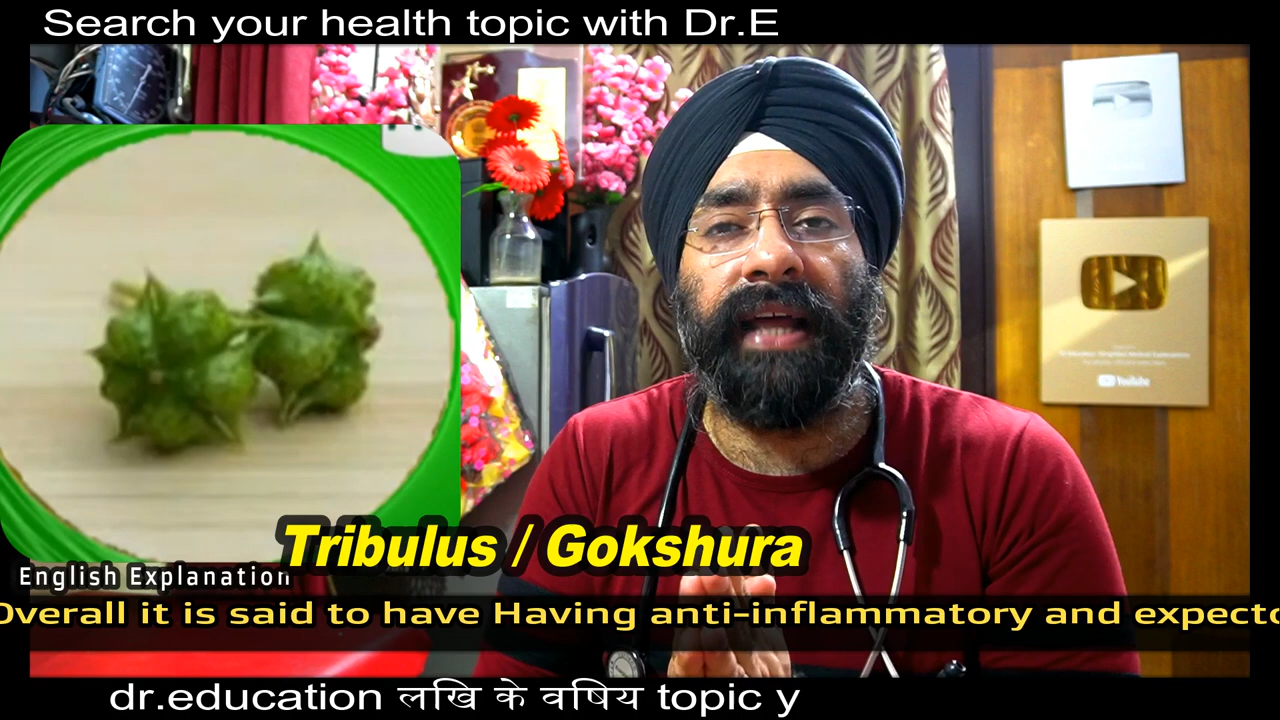 Search your health topic with Dr.E
Tribulus / Gokshura
English Explanation
Overall it is said to have Having anti-inflammatory and expecto
dr.education लखि के वषिय topic y
YouTube